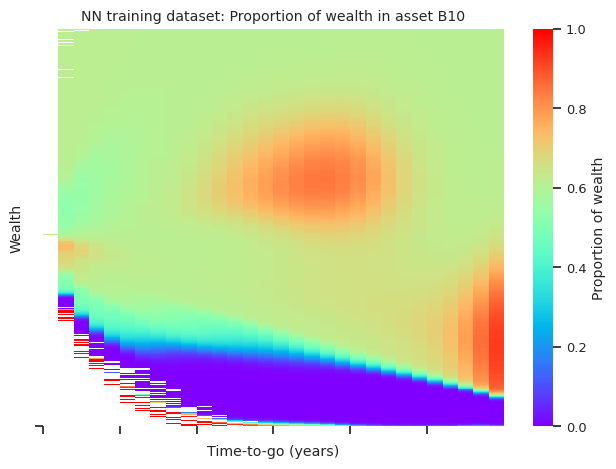 NN training dataset: Proportion of wealth in asset B10
Wealth
Time-to-go (years)
1.0
0.8
0.6
0.4
0.2
0.0
Proportion of wealth